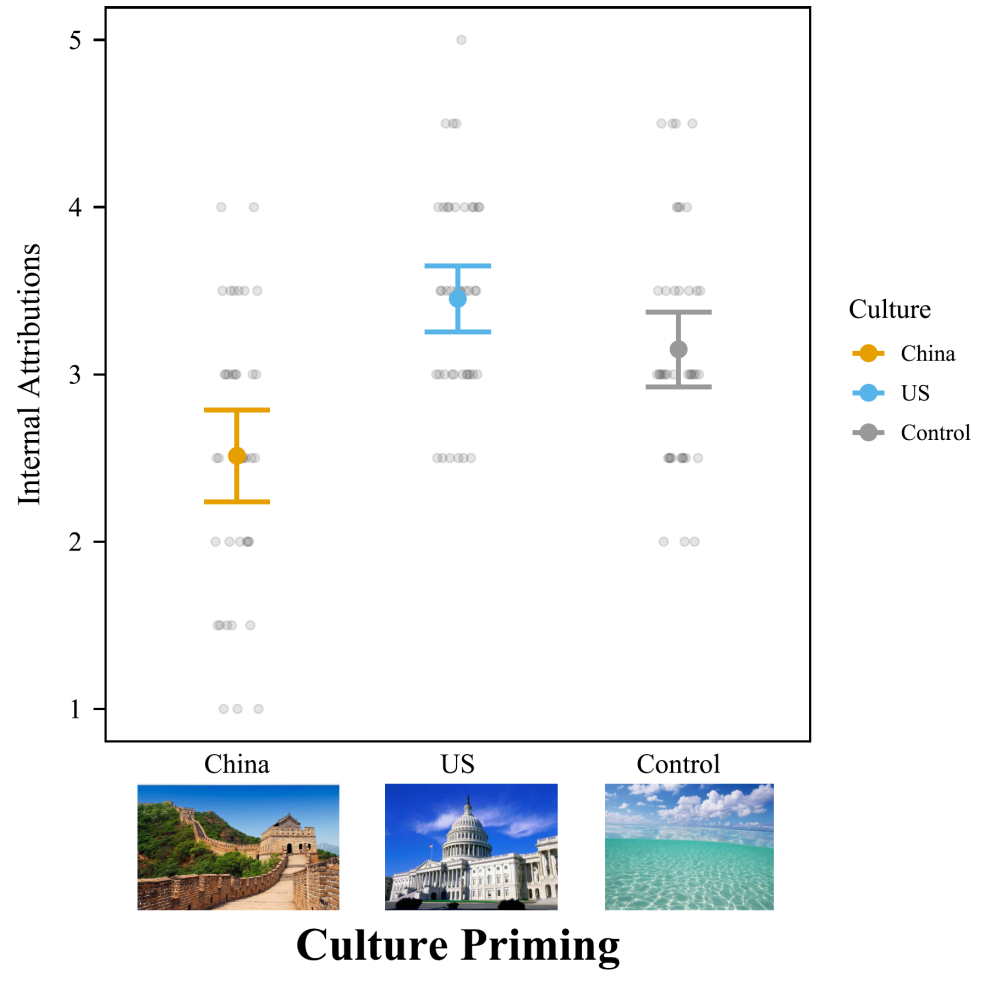 5
4
3
2
1
Internal Attributions
China
US
Control
Culture Priming
Culture
China
US
Control